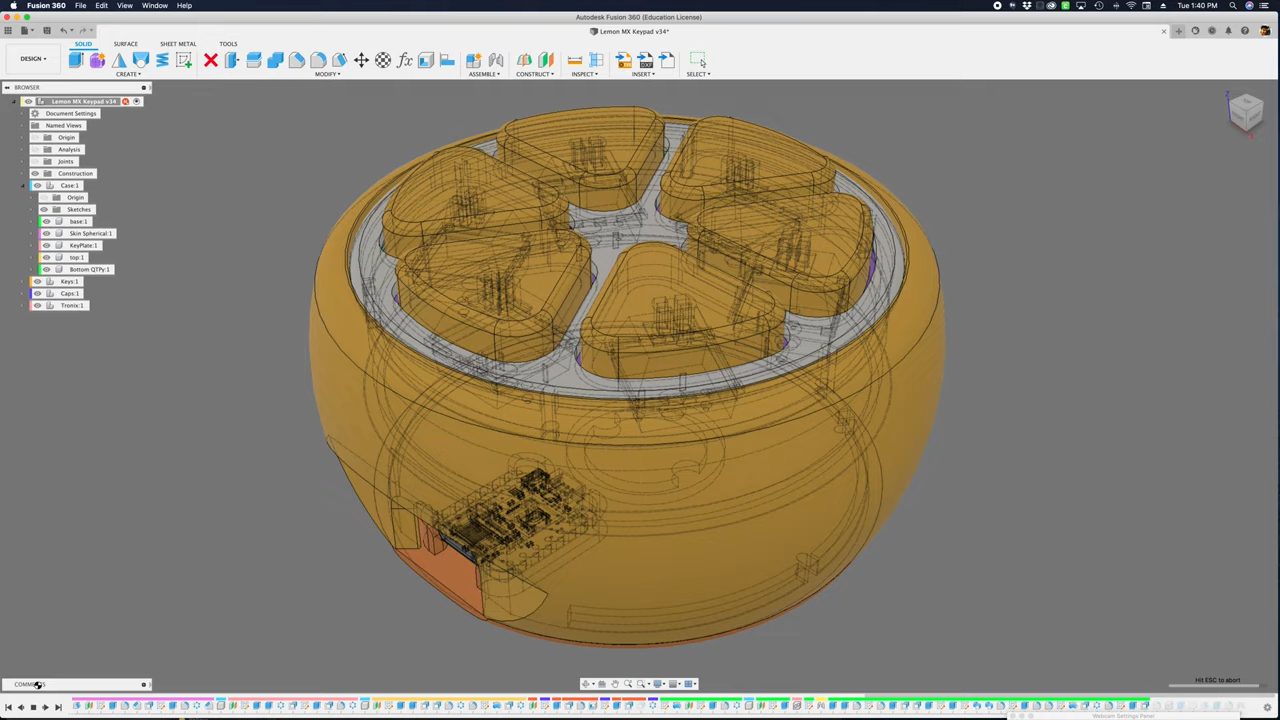 Fusion 360 File Edit View Window Help
Tue 1:40 PM
Autodesk Fusion 360 (Education License)
Lemon MX Keypad v34*
SOLID SURFACE SHEET METAL TOOLS
DESIGN▾
CREATE▾ MODIFY▾ ASSEMBLE▾ CONSTRUCT▾ INSPECT▾ INSERT▾ SELECT▾
BROWSER
Lemon MX Keypad v34
Document Settings
Named Views
Origin
Analysis
Joints
Construction
Case:1
Origin
Sketches
base:1
Skin Spherical:1
KeyPlate:1
top:1
Bottom QTPy:1
Keys:1
Caps:1
Tronix:1
Z
COMMENTS
Hit ESC to abort
Webcam Settings Panel